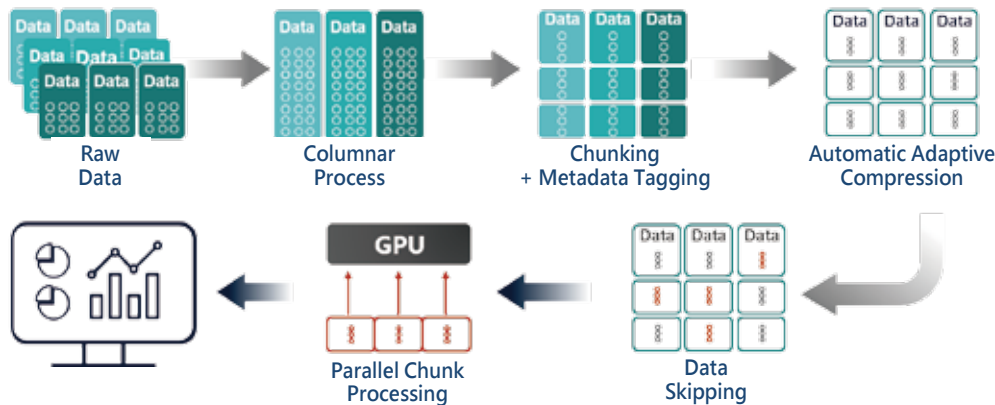 Data Data Data
Data Data Data
Data Data Data
Raw
Data
Data Data Data
Columnar
Process
Data Data Data
Chunking
+ Metadata Tagging
Data Data Data
Automatic Adaptive
Compression
GPU
Parallel Chunk
Processing
Data Data Data
Data
Skipping